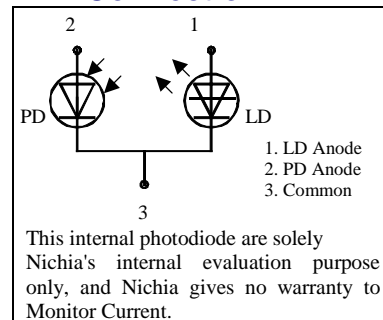 2 1
PD LD
1. LD Anode
2. PD Anode
3. Common
3
This internal photodiode are solely
Nichia's internal evaluation purpose
only, and Nichia gives no warranty to
Monitor Current.